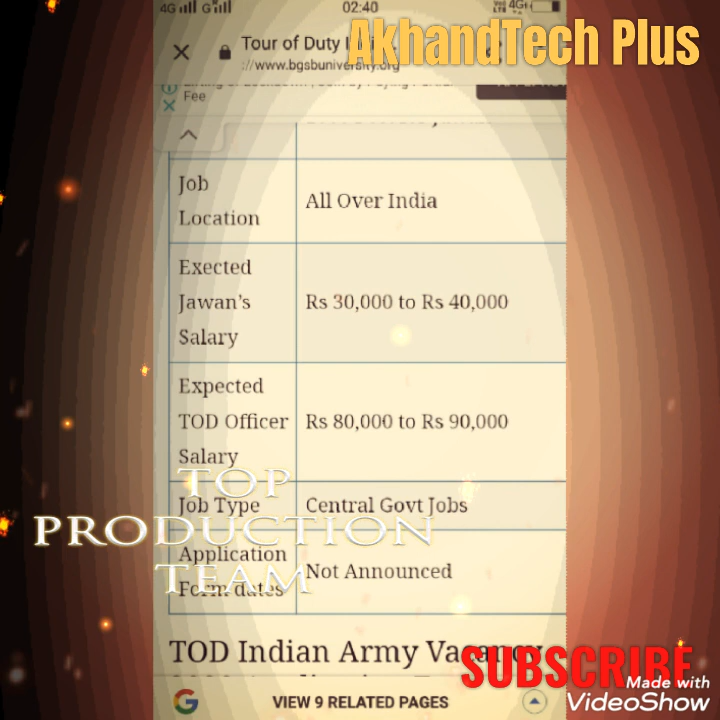 4G G 02:40 4G+
AkhandTech Plus
Tour of Duty
://www.bgsbuniversity.org
Fee
Job
Location
All Over India
Exected
Jawan's
Salary
Rs 30,000 to Rs 40,000
Expected
TOD Officer
Salary
Rs 80,000 to Rs 90,000
TOP
PRODUCTION
TEAM
Job Type
Central Govt Jobs
Application
Form dates
Not Announced
TOD Indian Army Vacancy
SUBSCRIBE
VIEW 9 RELATED PAGES
Made with
VideoShow